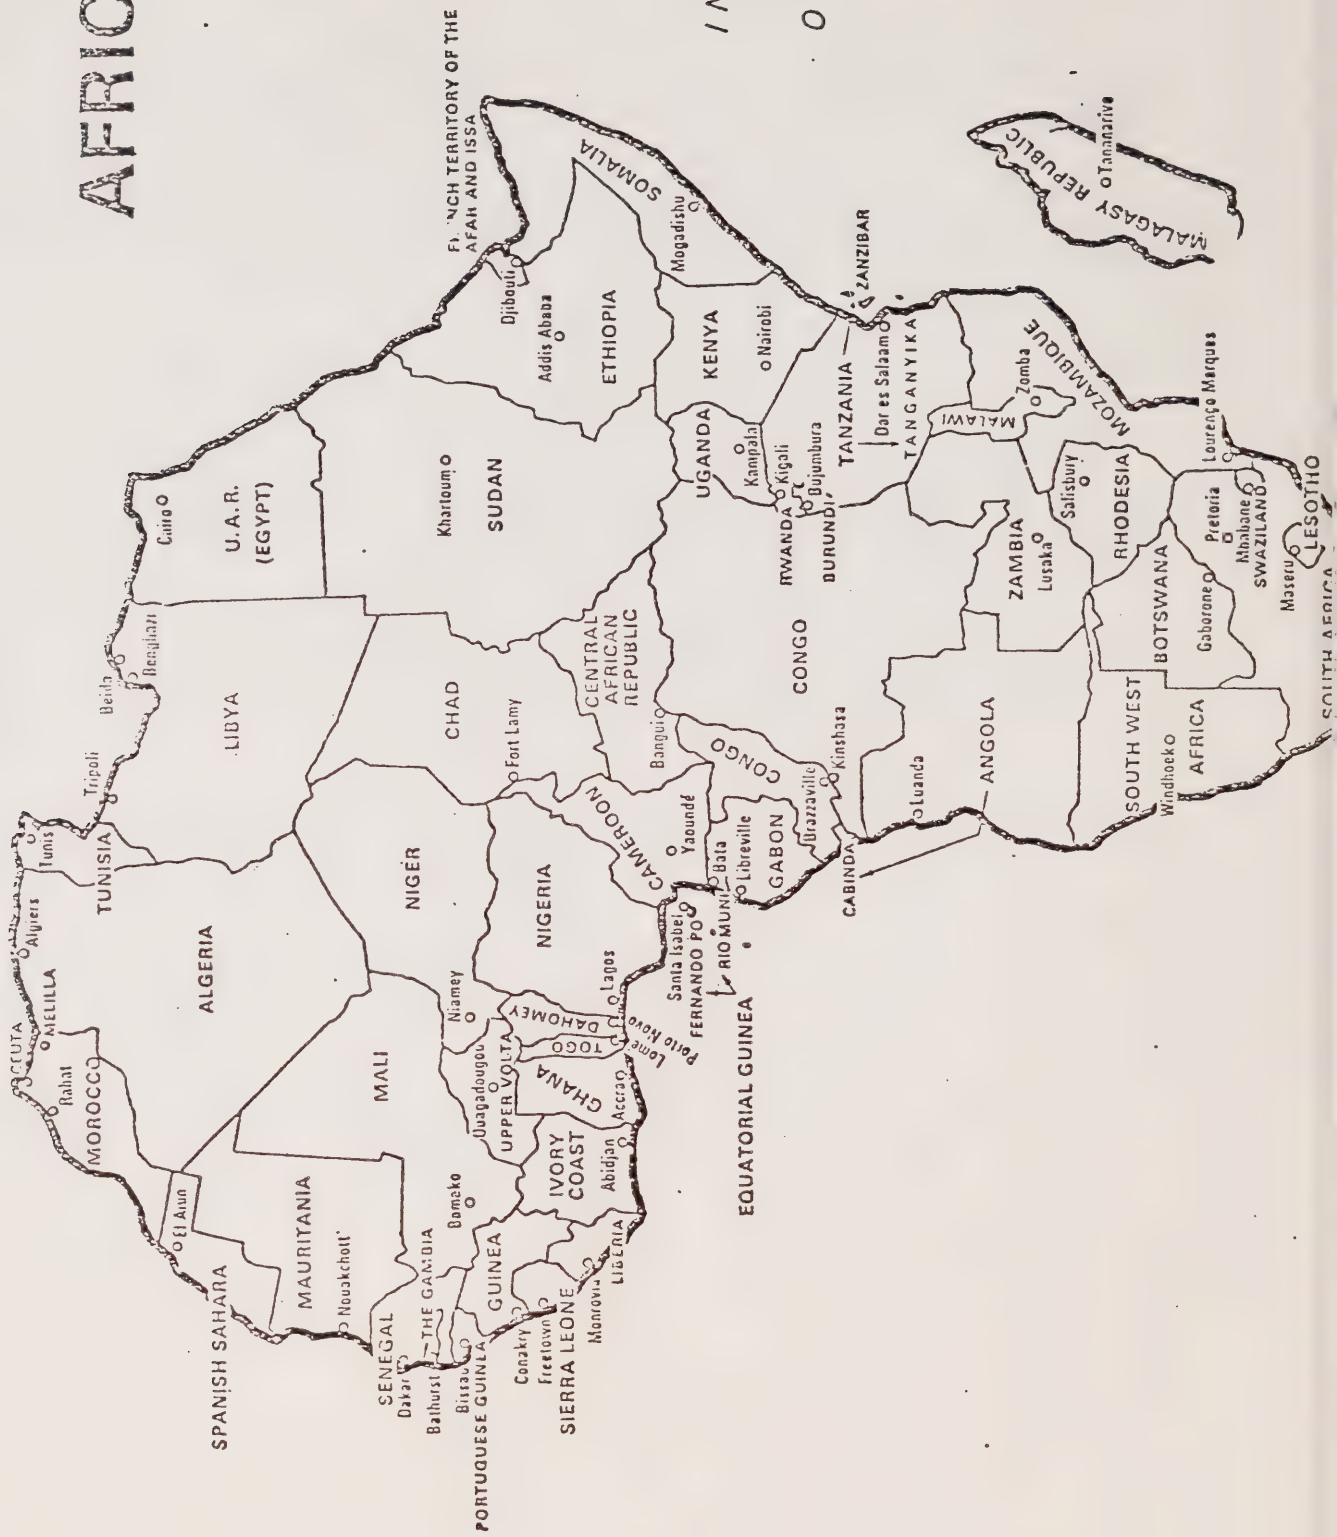 AFRIC
CEUTA
MELILLA
Algiers
Tunis
Rabat
MOROCCO
TUNISIA
Tripoli
Beida
Benghazi
Cairo
El Aiun
ALGERIA
LIBYA
U.A.R.
(EGYPT)
SPANISH SAHARA
MAURITANIA
Nouakchott
MALI
NIGER
CHAD
Khartoum
SUDAN
FRENCH TERRITORY OF THE
AFAH AND ISSA
Djibouti
SENEGAL
Dakar
THE GAMBIA
Bathurst
Bamako
Niamey
Fort Lamy
Bissau
PORTUGUESE GUINEA
GUINEA
Ouagadougou
UPPER VOLTA
DAHOMEY
TOGO
GHANA
NIGERIA
Addis Ababa
ETHIOPIA
SOMALIA
Conakry
Freetown
SIERRA LEONE
Monrovia
LIBERIA
IVORY
COAST
Abidjan
Accra
Lome
Porto Novo
Lagos
CAMEROON
CENTRAL
AFRICAN
REPUBLIC
Bangui
Yaoundé
Santa Isabel
FERNANDO PO
RIO MUNI
EQUATORIAL GUINEA
Bata
Libreville
GABON
CONGO
Brazzaville
Kinshasa
CONGO
UGANDA
Kampala
KENYA
Nairobi
Mogadishu
RWANDA
Kigali
BURUNDI
Bujumbura
TANZANIA
Dar es Salaam
TANGANYIKA
ZANZIBAR
CABINDA
Luanda
ANGOLA
ZAMBIA
Lusaka
MALAWI
Zomba
MOZAMBIQUE
MALAGASY REPUBLIC
Tananarive
Salisbury
RHODESIA
SOUTH WEST
AFRICA
Windhoek
BOTSWANA
Gaborone
Pretoria
Mbabane
SWAZILAND
Lourenço Marques
Maseru
LESOTHO
SOUTH AFRICA
IN
O